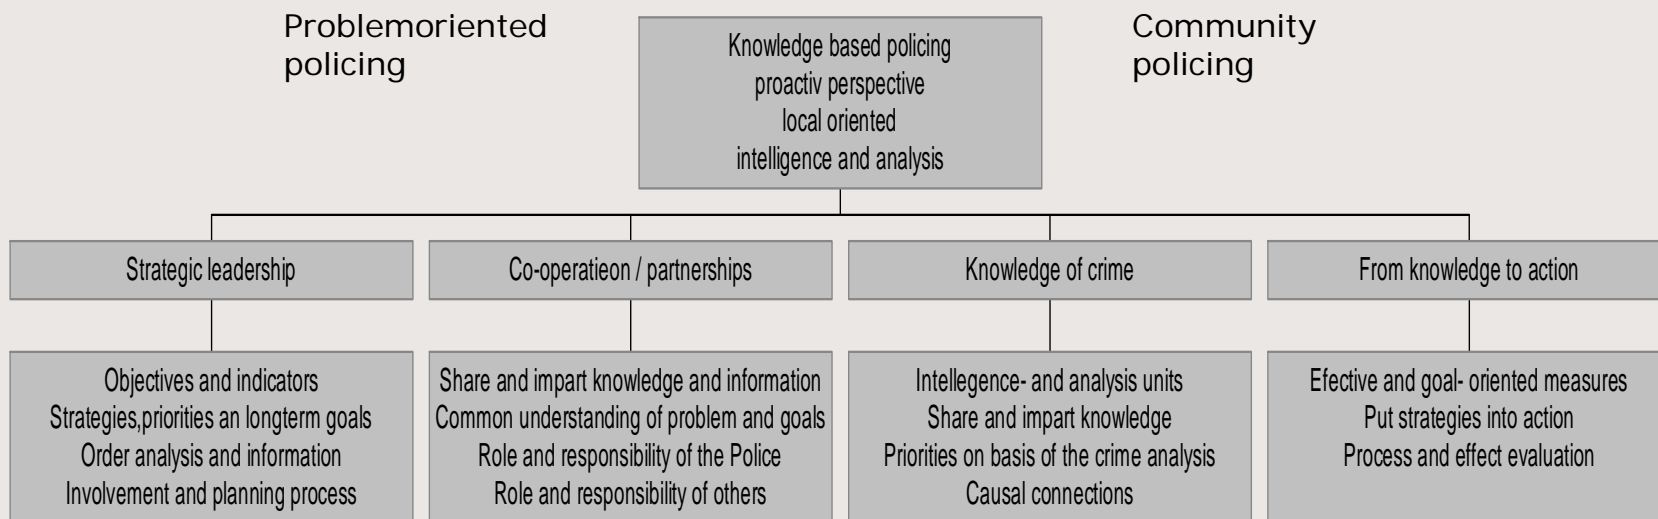 Problemoriented
policing
Knowledge based policing
proactiv perspective
local oriented
intelligence and analysis
Community
policing
Strategic leadership
Co-operatieon / partnerships
Knowledge of crime
From knowledge to action
Objectives and indicators
Strategies,priorities an longterm goals
Order analysis and information
Involvement and planning process
Share and impart knowledge and information
Common understanding of problem and goals
Role and responsibility of the Police
Role and responsibility of others
Intellegence- and analysis units
Share and impart knowledge
Priorities on basis of the crime analysis
Causal connections
Efective and goal- oriented measures
Put strategies into action
Process and effect evaluation